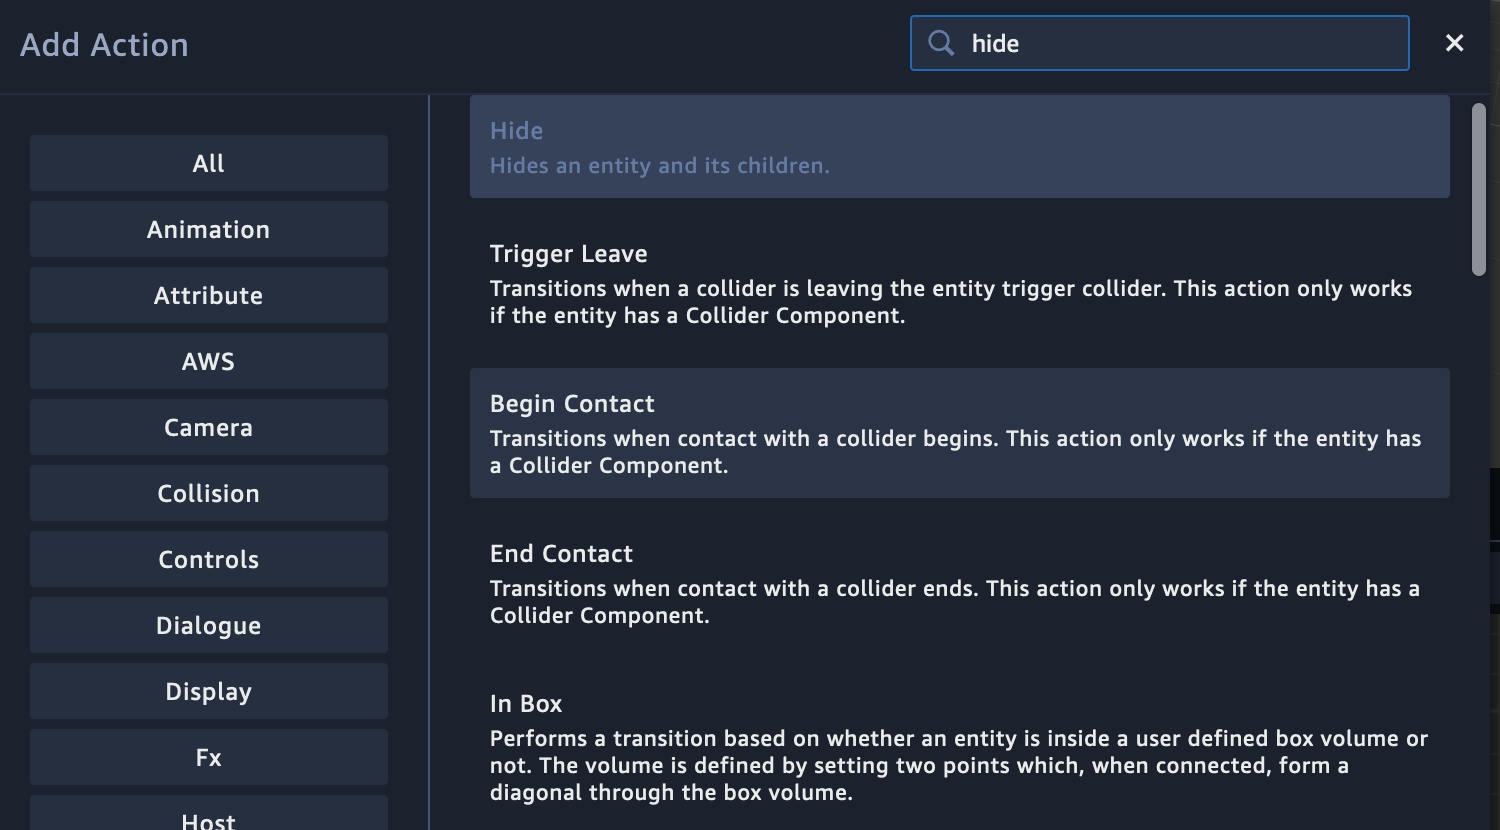 Add Action
hide
All
Animation
Attribute
AWS
Camera
Collision
Controls
Dialogue
Display
Fx
Host
Hide
Hides an entity and its children.
Trigger Leave
Transitions when a collider is leaving the entity trigger collider. This action only works
if the entity has a Collider Component.
Begin Contact
Transitions when contact with a collider begins. This action only works if the entity has
a Collider Component.
End Contact
Transitions when contact with a collider ends. This action only works if the entity has a
Collider Component.
In Box
Performs a transition based on whether an entity is inside a user defined box volume or
not. The volume is defined by setting two points which, when connected, form a
diagonal through the box volume.